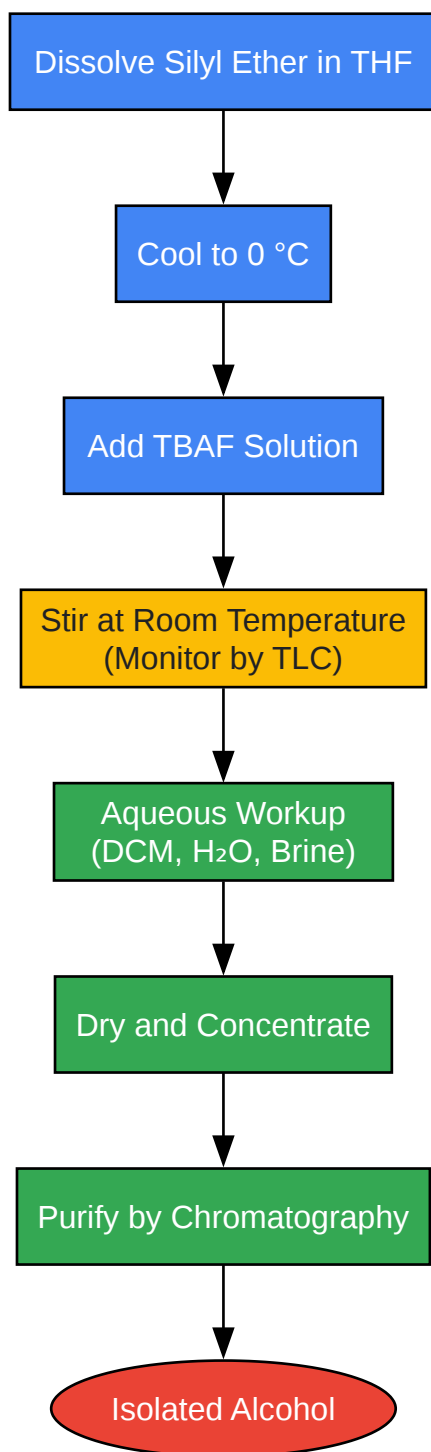 Dissolve Silyl Ether in THF
Cool to 0 °C
Add TBAF Solution
Stir at Room Temperature
(Monitor by TLC)
Aqueous Workup
(DCM, H₂O, Brine)
Dry and Concentrate
Purify by Chromatography
Isolated Alcohol